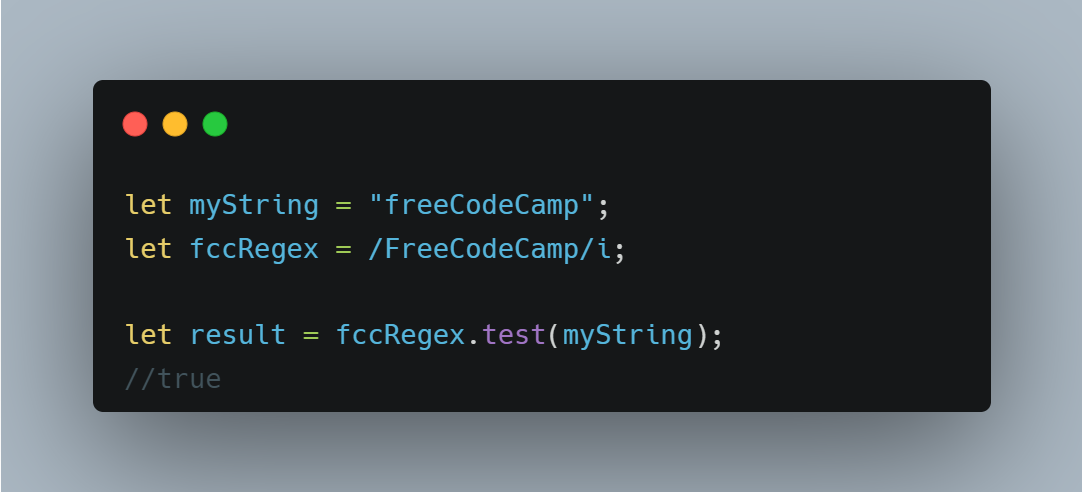 let myString = "freeCodeCamp";
let fccRegex = /FreeCodeCamp/i;
let result = fccRegex.test(myString);
//true